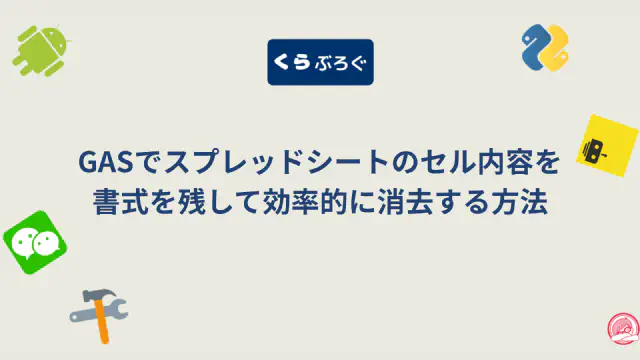 くらぶろぐ
GASでスプレッドシートのセル内容を
書式を残して効率的に消去する方法